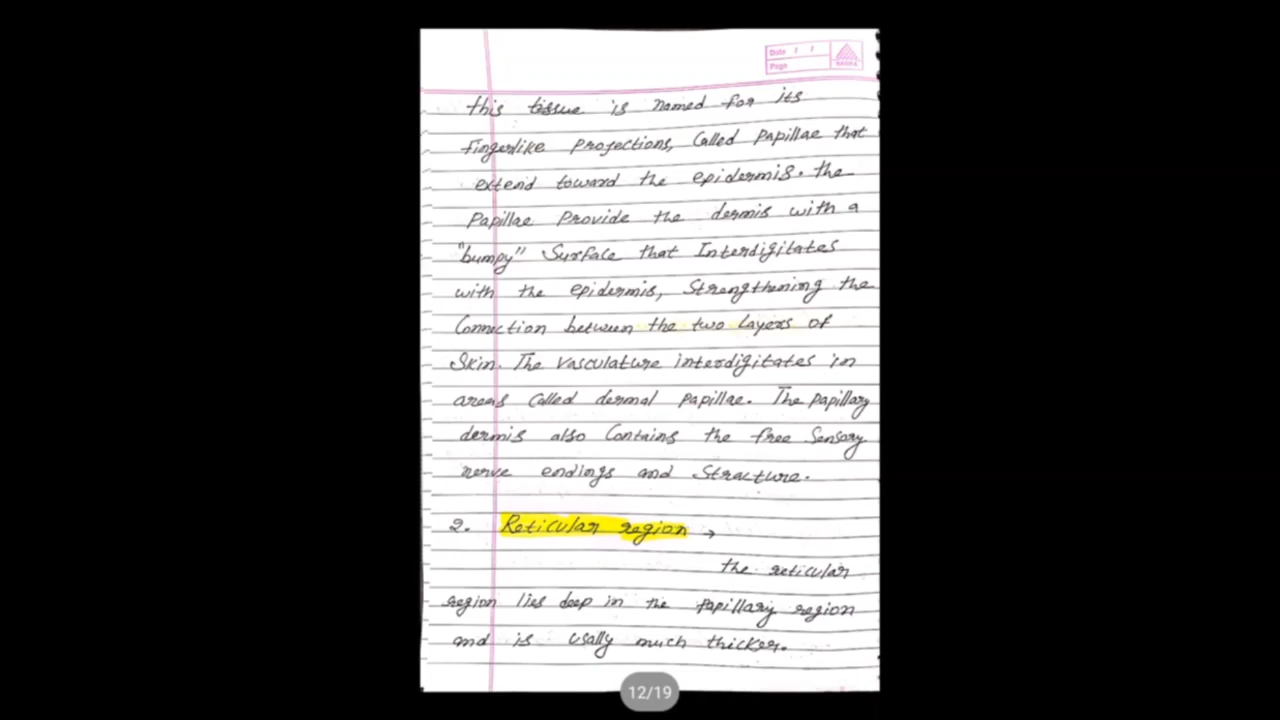 Date / /
Page
this tissue is named for its
fingerlike projections, Called papillae that
extend toward the epidermis. the
Papillae Provide the dermis with a
"bumpy" Surface that Interdigitates
with the epidermis, Strengthening the
Connection between the two layers of
Skin. The vasculature interdigitates in
areas Called dermal papillae. The papillary
dermis also Contains the free Sensory
nerve endings and Structure.
2. Reticular region →
the reticular
region lies deep in the papillary region
and is usally much thicker.
12/19